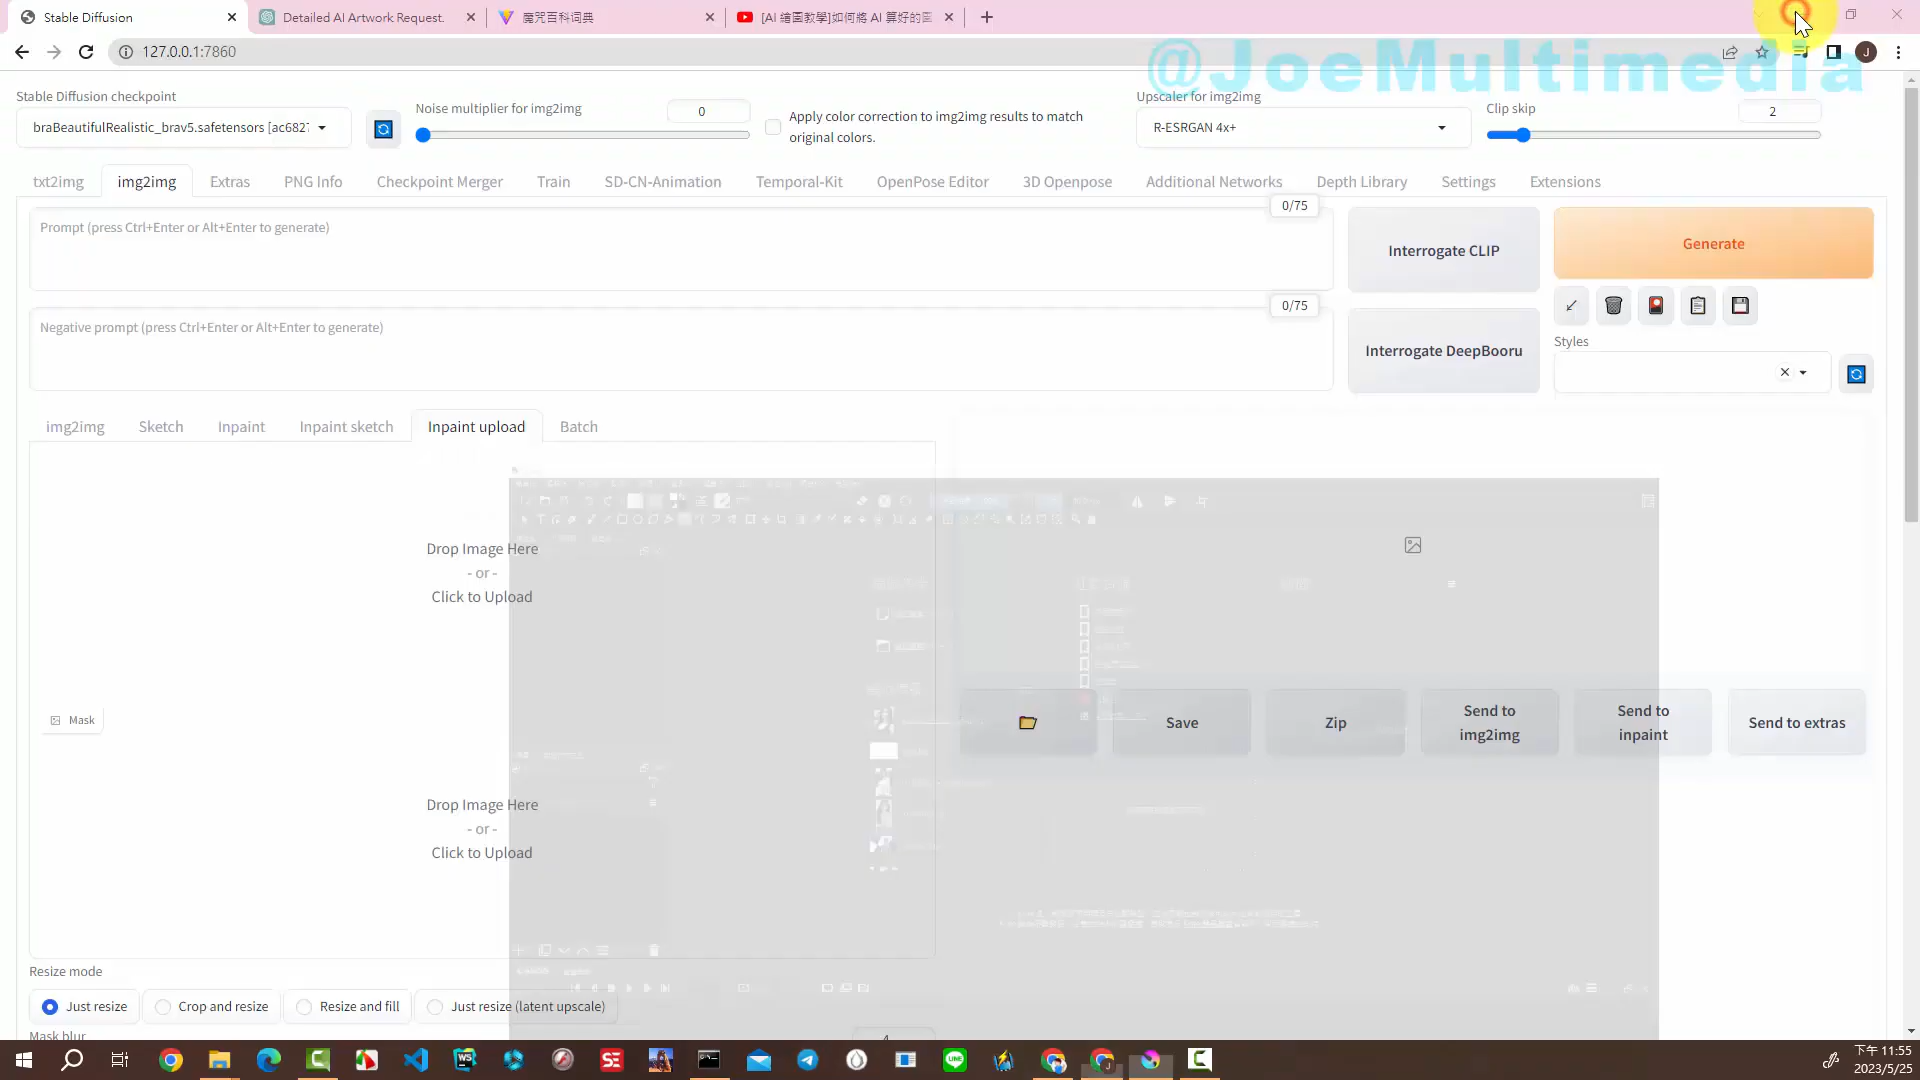 Stable Diffusion
Detailed AI Artwork Request.
魔咒百科词典
[AI 繪圖教學]如何將 AI 算好的圖
127.0.0.1:7860
@JoeMultimedia
J
Stable Diffusion checkpoint
braBeautifulRealistic_brav5.safetensors [ac682
Noise multiplier for img2img
0
Apply color correction to img2img results to match
original colors.
Upscaler for img2img
R-ESRGAN 4x+
Clip skip
2
txt2img
img2img
Extras
PNG Info
Checkpoint Merger
Train
SD-CN-Animation
Temporal-Kit
OpenPose Editor
3D Openpose
Additional Networks
Depth Library
Settings
Extensions
0/75
Prompt (press Ctrl+Enter or Alt+Enter to generate)
Interrogate CLIP
Generate
0/75
Negative prompt (press Ctrl+Enter or Alt+Enter to generate)
Interrogate DeepBooru
Styles
img2img
Sketch
Inpaint
Inpaint sketch
Inpaint upload
Batch
Drop Image Here
- or -
Click to Upload
Mask
Drop Image Here
- or -
Click to Upload
Save
Zip
Send to
img2img
Send to
inpaint
Send to extras
Resize mode
Just resize
Crop and resize
Resize and fill
Just resize (latent upscale)
Mask blur
4
下午 11:55
2023/5/25